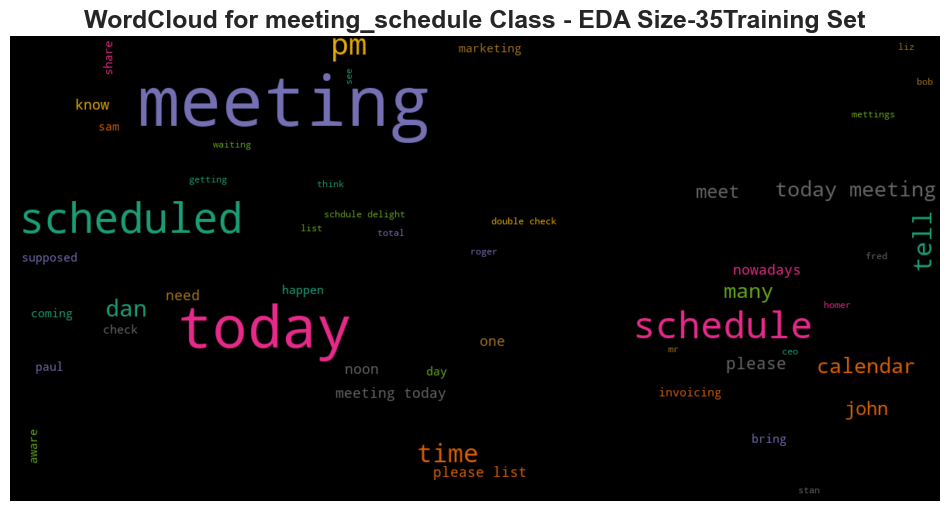 WordCloud for meeting_schedule Class - EDA Size-35Training Set
share
pm
marketing
liz
see
bob
meeting
know
sam
mettings
waiting
getting
think
meet
today meeting
scheduled
schdule delight
double check
list
total
tell
supposed
roger
fred
nowadays
happen
many
need
homer
dan
coming
check
today
schedule
one
mr
ceo
paul
noon
day
please
calendar
meeting today
invoicing
john
aware
bring
time
please list
stan